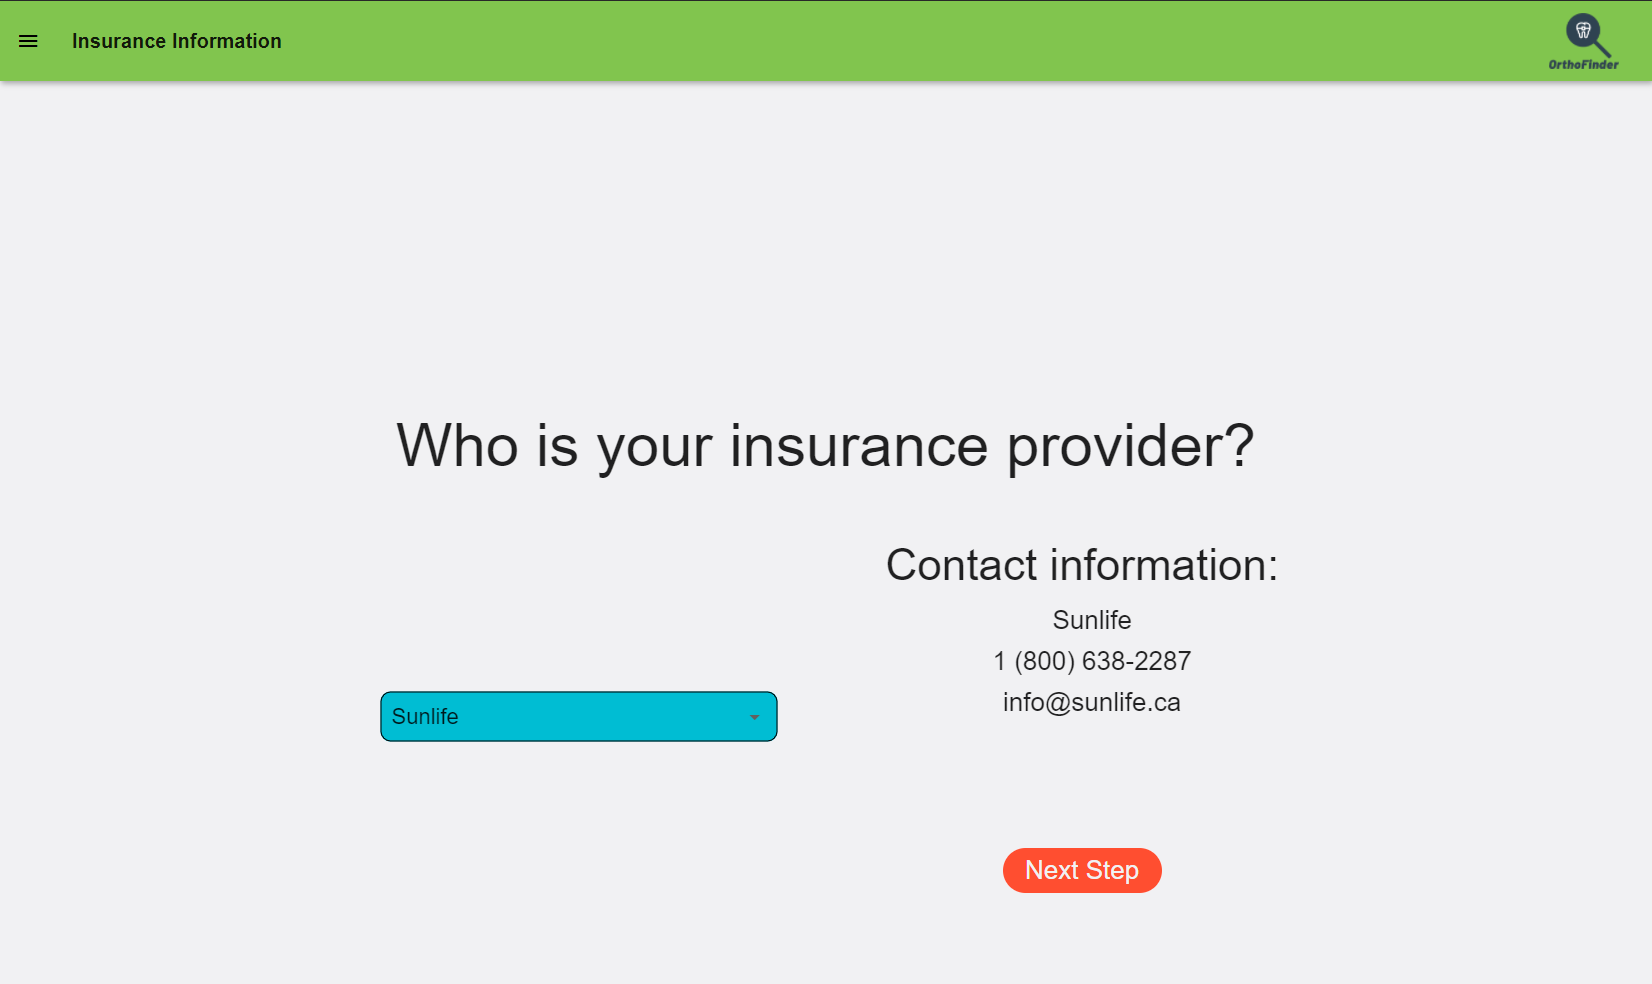 Insurance Information
OrthoFinder
Who is your insurance provider?
Contact information:
Sunlife
1 (800) 638-2287
info@sunlife.ca
Sunlife
Next Step